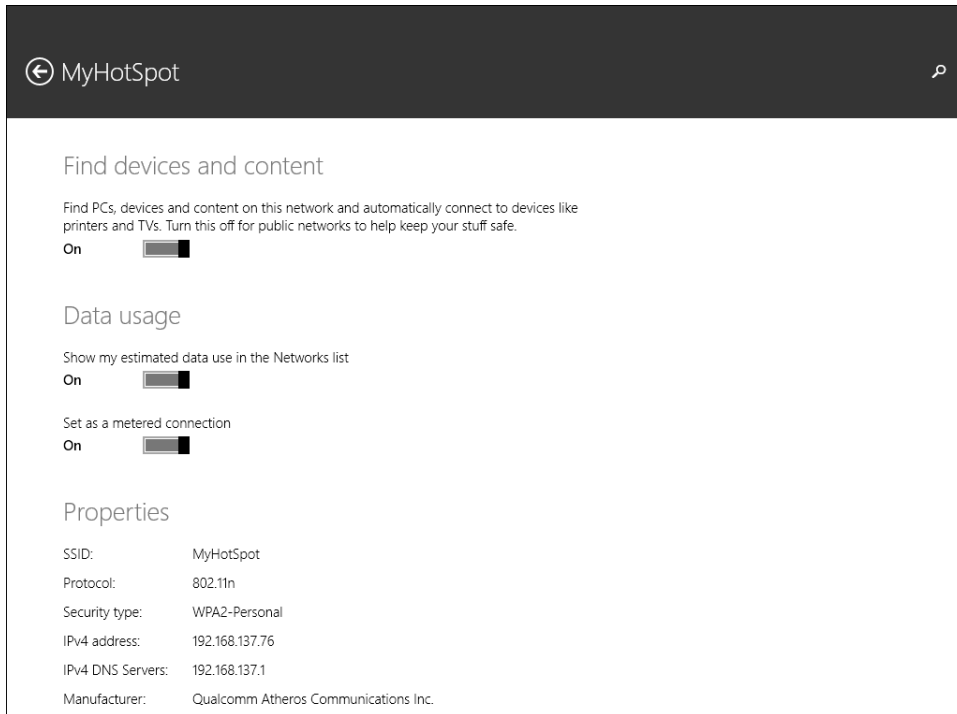 MyHotSpot
Find devices and content
Find PCs, devices and content on this network and automatically connect to devices like
printers and TVs. Turn this off for public networks to help keep your stuff safe.
On
Data usage
Show my estimated data use in the Networks list
On
Set as a metered connection
On
Properties
SSID: MyHotSpot
Protocol: 802.11n
Security type: WPA2-Personal
IPv4 address: 192.168.137.76
IPv4 DNS Servers: 192.168.137.1
Manufacturer: Qualcomm Atheros Communications Inc.